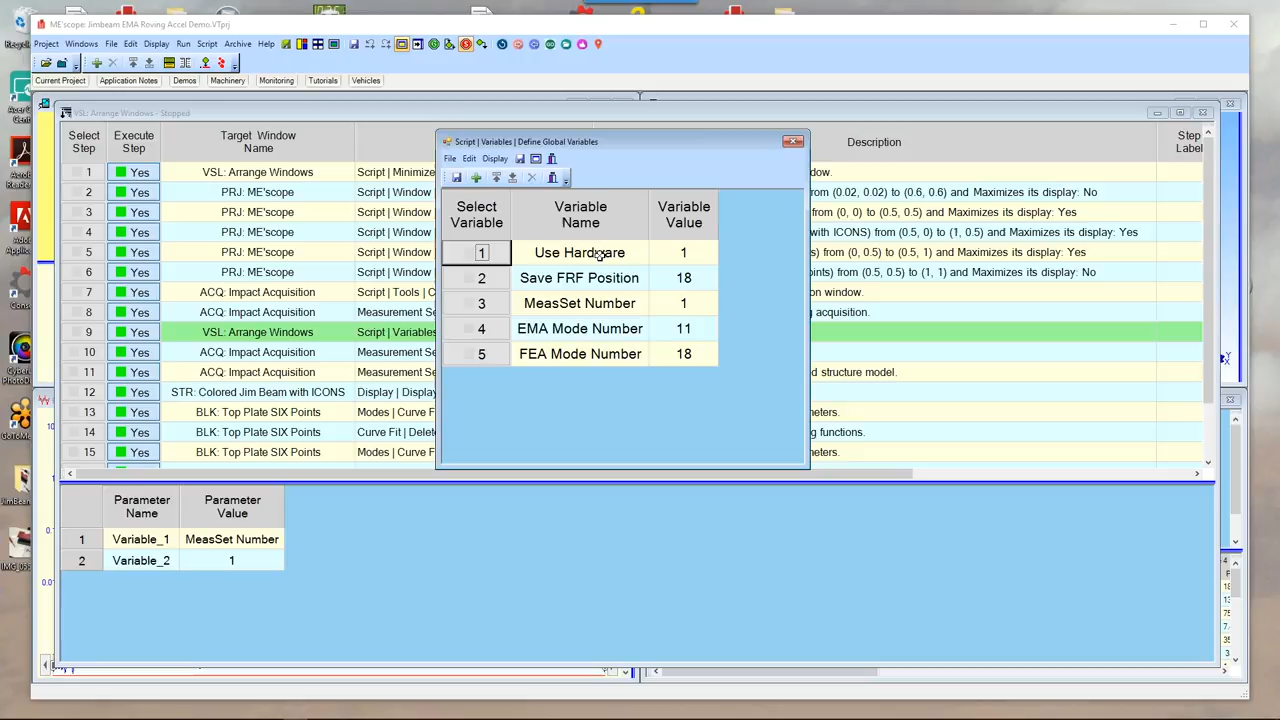 ME'scope: Jimbeam EMA Roving Accel Demo.VTprj
Project Windows File Edit Display Run Script Archive Help
Current Project Application Notes Demos Machinery Monitoring Tutorials Vehicles
VSL: Arrange Windows - Stopped
Select Step Execute Step Target Window Name Description Step Label
Script | Variables | Define Global Variables
File Edit Display
Select Variable Variable Name Variable Value
1 Use Hardware 1
2 Save FRF Position 18
3 MeasSet Number 1
4 EMA Mode Number 11
5 FEA Mode Number 18
1 Yes VSL: Arrange Windows Script | Minimize dow.
2 Yes PRJ: ME'scope Script | Window from (0.02, 0.02) to (0.6, 0.6) and Maximizes its display: No
3 Yes PRJ: ME'scope Script | Window from (0, 0) to (0.5, 0.5) and Maximizes its display: Yes
4 Yes PRJ: ME'scope Script | Window with ICONS) from (0.5, 0) to (1, 0.5) and Maximizes its display: Yes
5 Yes PRJ: ME'scope Script | Window s) from (0, 0.5) to (0.5, 1) and Maximizes its display: Yes
6 Yes PRJ: ME'scope Script | Window oints) from (0.5, 0.5) to (1, 1) and Maximizes its display: No
7 Yes ACQ: Impact Acquisition Script | Tools | C on window.
8 Yes ACQ: Impact Acquisition Measurement Se g acquisition.
9 Yes VSL: Arrange Windows Script | Variables
10 Yes ACQ: Impact Acquisition Measurement Se
11 Yes ACQ: Impact Acquisition Measurement Se ed structure model.
12 Yes STR: Colored Jim Beam with ICONS Display | Display
13 Yes BLK: Top Plate SIX Points Modes | Curve F meters.
14 Yes BLK: Top Plate SIX Points Curve Fit | Delet ng functions.
15 Yes BLK: Top Plate SIX Points Modes | Curve F meters.
Parameter Name Parameter Value
1 Variable_1 MeasSet Number
2 Variable_2 1